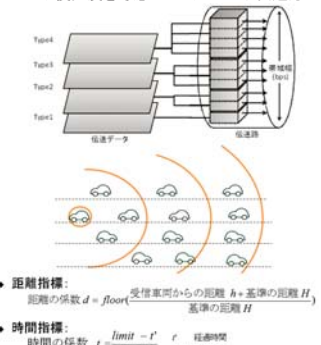 Type4
Type3
Type2
Type1
帯域幅
(bps)
伝送データ
伝送路
距離指標:
距離の係数 d = floor(受信車両からの距離 h + 基準の距離 H
基準の距離 H)
時間指標:
時間の係数 t = limit - t' 経過時間